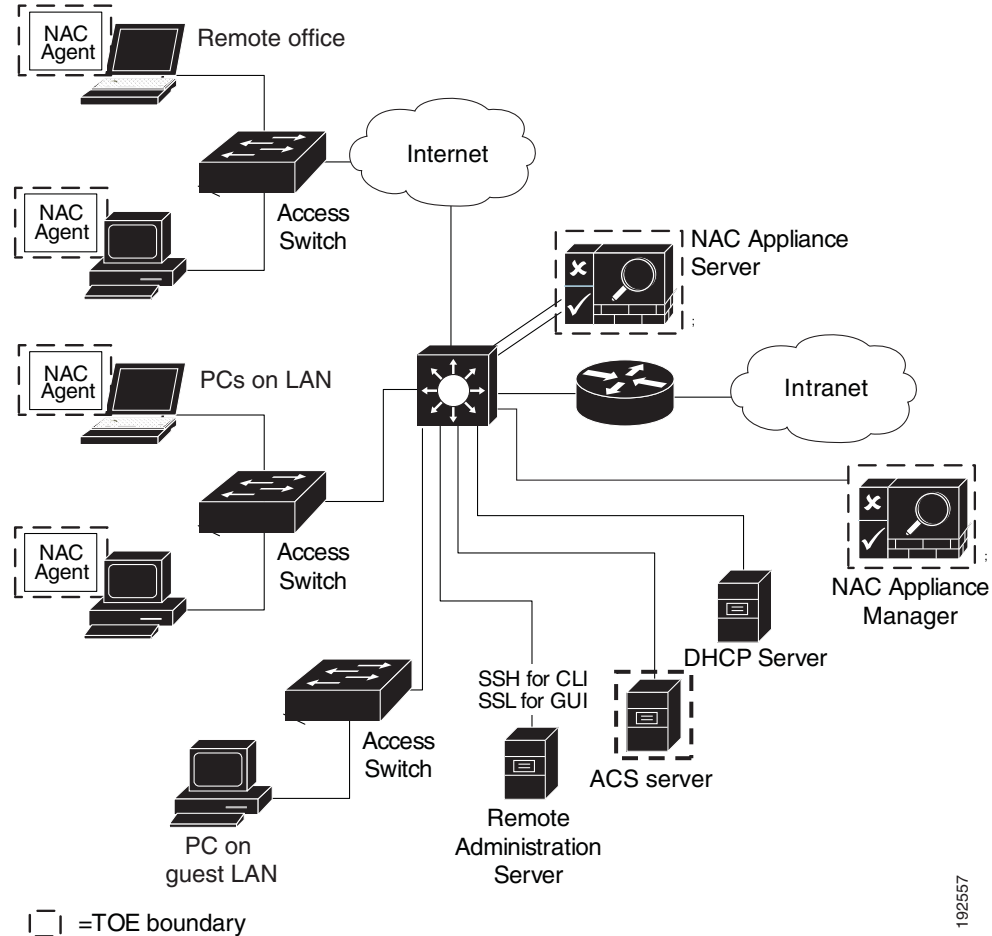 NAC
Agent
Remote office
Internet
NAC
Agent
Access
Switch
NAC Appliance
Server
;
NAC
Agent
PCs on LAN
Intranet
NAC
Agent
Access
Switch
;
NAC Appliance
Manager
DHCP Server
SSH for CLI
SSL for GUI
Access
Switch
ACS server
Remote
Administration
Server
PC on
guest LAN
=TOE boundary
192557